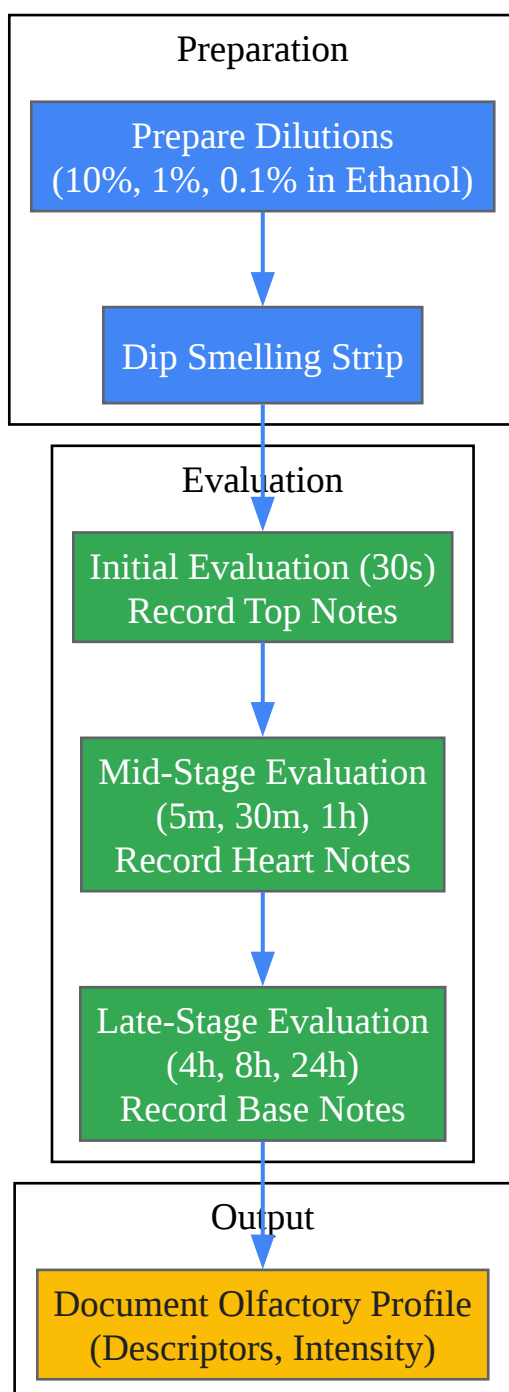 Preparation
Prepare Dilutions
(10%, 1%, 0.1% in Ethanol)
Dip Smelling Strip
Evaluation
Initial Evaluation (30s)
Record Top Notes
Mid-Stage Evaluation
(5m, 30m, 1h)
Record Heart Notes
Late-Stage Evaluation
(4h, 8h, 24h)
Record Base Notes
Output
Document Olfactory Profile
(Descriptors, Intensity)